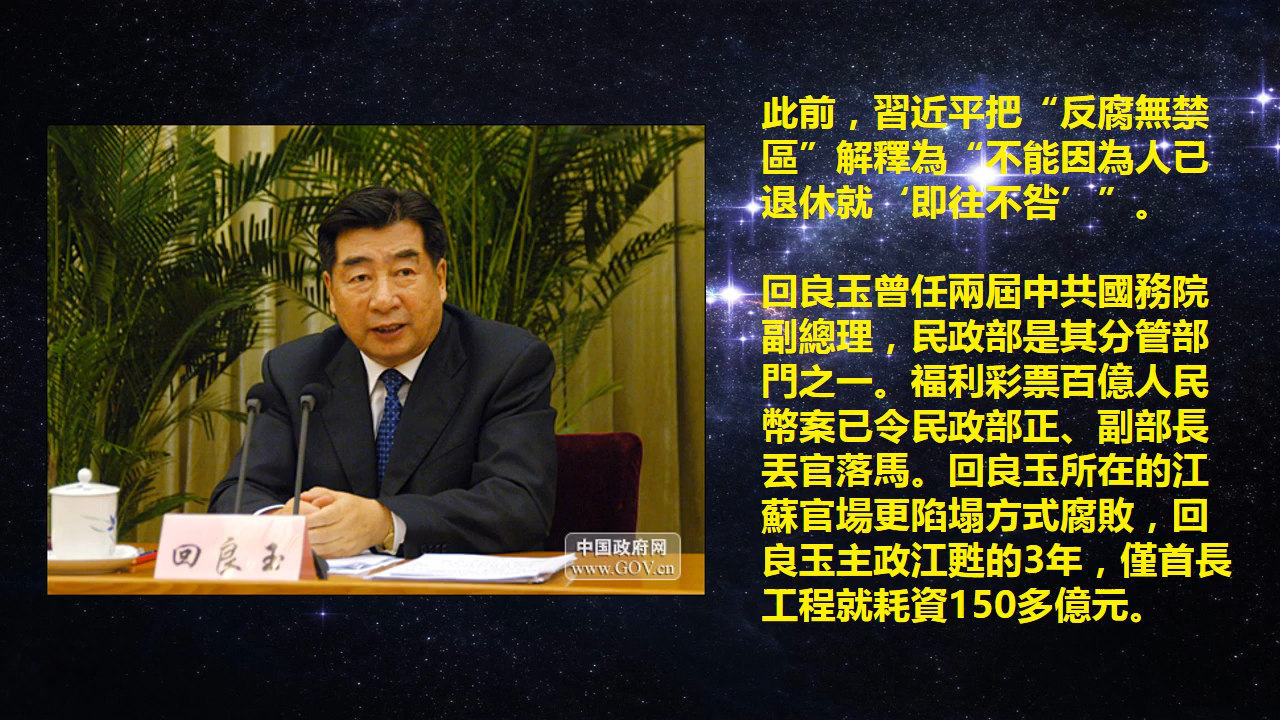 此前，習近平把“反腐無禁
區”解釋為“不能因為人已
退休就‘即往不咎’”。
回良玉曾任兩屆中共國務院
副總理，民政部是其分管部
門之一。福利彩票百億人民
幣案已令民政部正、副部長
丟官落馬。回良玉所在的江
蘇官場更陷塌方式腐敗，回
良玉主政江甦的3年，僅首長
工程就耗資150多億元。
回良玉
中国政府网
www.GOV.cn